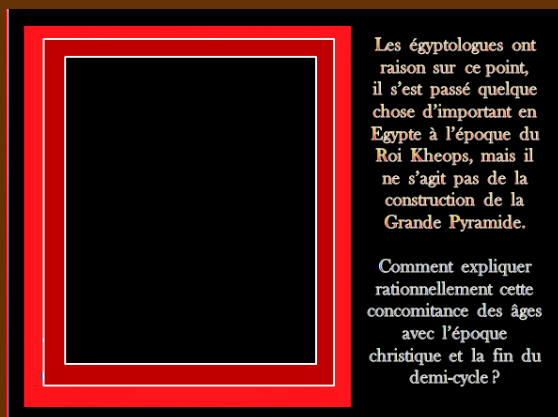 Les égyptologues ont
raison sur ce point,
il s’est passé quelque
chose d’important en
Egypte à l’époque du
Roi Kheops, mais il
ne s’agit pas de la
construction de la
Grande Pyramide.
Comment expliquer
rationnellement cette
concomitance des âges
avec l’époque
christique et la fin du
demi-cycle ?